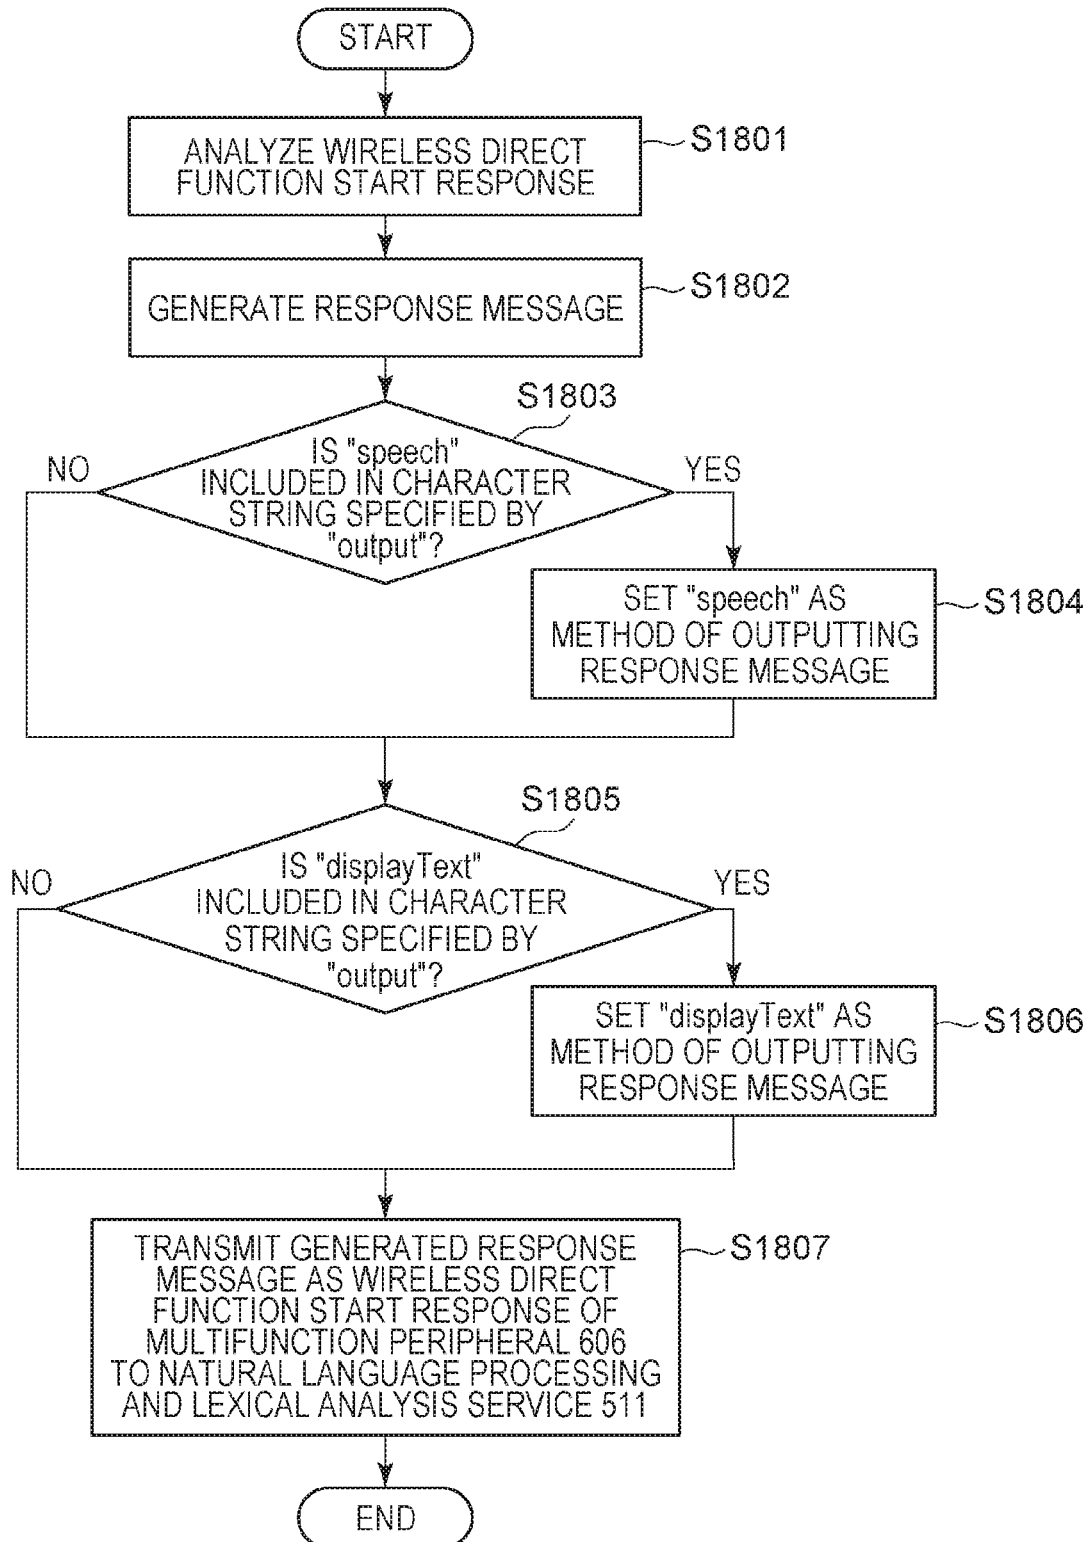 START
ANALYZE WIRELESS DIRECT
FUNCTION START RESPONSE
S1801
GENERATE RESPONSE MESSAGE
S1802
S1803
IS "speech"
INCLUDED IN CHARACTER
STRING SPECIFIED BY
"output"?
NO
YES
SET "speech" AS
METHOD OF OUTPUTTING
RESPONSE MESSAGE
S1804
S1805
IS "displayText"
INCLUDED IN CHARACTER
STRING SPECIFIED BY
"output"?
NO
YES
SET "displayText" AS
METHOD OF OUTPUTTING
RESPONSE MESSAGE
S1806
TRANSMIT GENERATED RESPONSE
MESSAGE AS WIRELESS DIRECT
FUNCTION START RESPONSE OF
MULTIFUNCTION PERIPHERAL 606
TO NATURAL LANGUAGE PROCESSING
AND LEXICAL ANALYSIS SERVICE 511
S1807
END